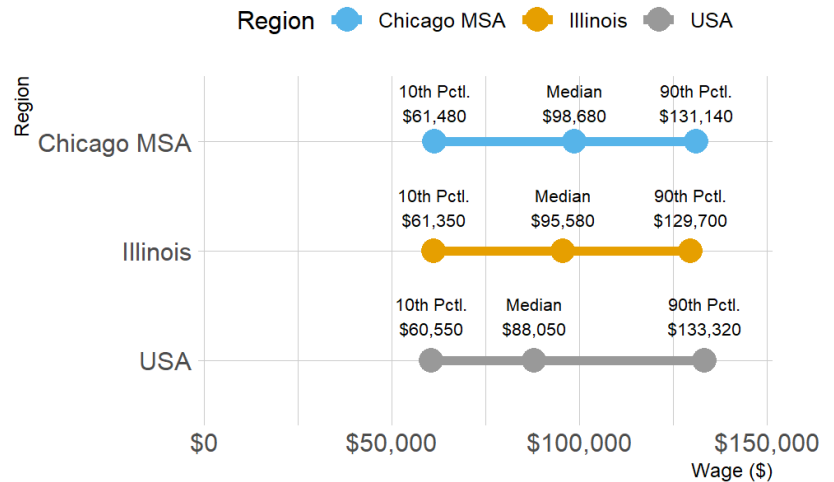 Region Chicago MSA Illinois USA
Region
10th Pctl. Median 90th Pctl.
$61,480 $98,680 $131,140
Chicago MSA
10th Pctl. Median 90th Pctl.
$61,350 $95,580 $129,700
Illinois
10th Pctl. Median 90th Pctl.
$60,550 $88,050 $133,320
USA
$0 $50,000 $100,000 $150,000
Wage ($)